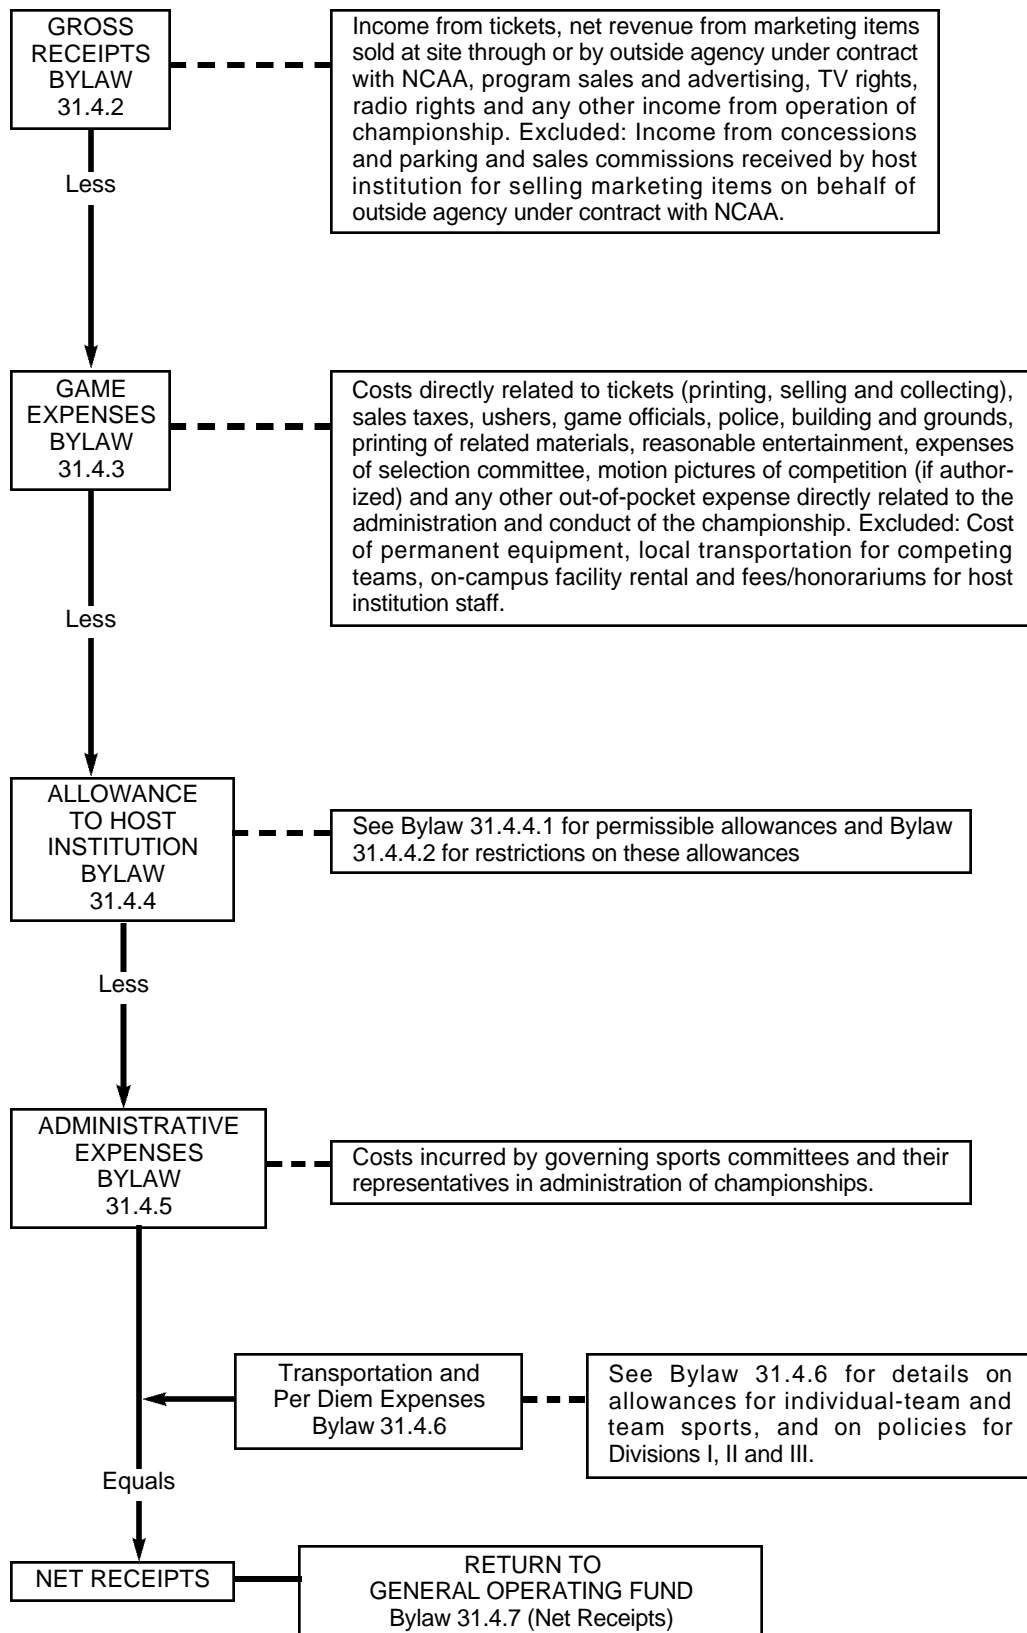 GROSS
RECEIPTS
BYLAW
31.4.2
Income from tickets, net revenue from marketing items
sold at site through or by outside agency under contract
with NCAA, program sales and advertising, TV rights,
radio rights and any other income from operation of
championship. Excluded: Income from concessions
and parking and sales commissions received by host
institution for selling marketing items on behalf of
outside agency under contract with NCAA.
Less
GAME
EXPENSES
BYLAW
31.4.3
Costs directly related to tickets (printing, selling and collecting),
sales taxes, ushers, game officials, police, building and grounds,
printing of related materials, reasonable entertainment, expenses
of selection committee, motion pictures of competition (if author-
ized) and any other out-of-pocket expense directly related to the
administration and conduct of the championship. Excluded: Cost
of permanent equipment, local transportation for competing
teams, on-campus facility rental and fees/honorariums for host
institution staff.
Less
ALLOWANCE
TO HOST
INSTITUTION
BYLAW
31.4.4
See Bylaw 31.4.4.1 for permissible allowances and Bylaw
31.4.4.2 for restrictions on these allowances
Less
ADMINISTRATIVE
EXPENSES
BYLAW
31.4.5
Costs incurred by governing sports committees and their
representatives in administration of championships.
Transportation and
Per Diem Expenses
Bylaw 31.4.6
See Bylaw 31.4.6 for details on
allowances for individual-team and
team sports, and on policies for
Divisions I, II and III.
Equals
NET RECEIPTS
RETURN TO
GENERAL OPERATING FUND
Bylaw 31.4.7 (Net Receipts)